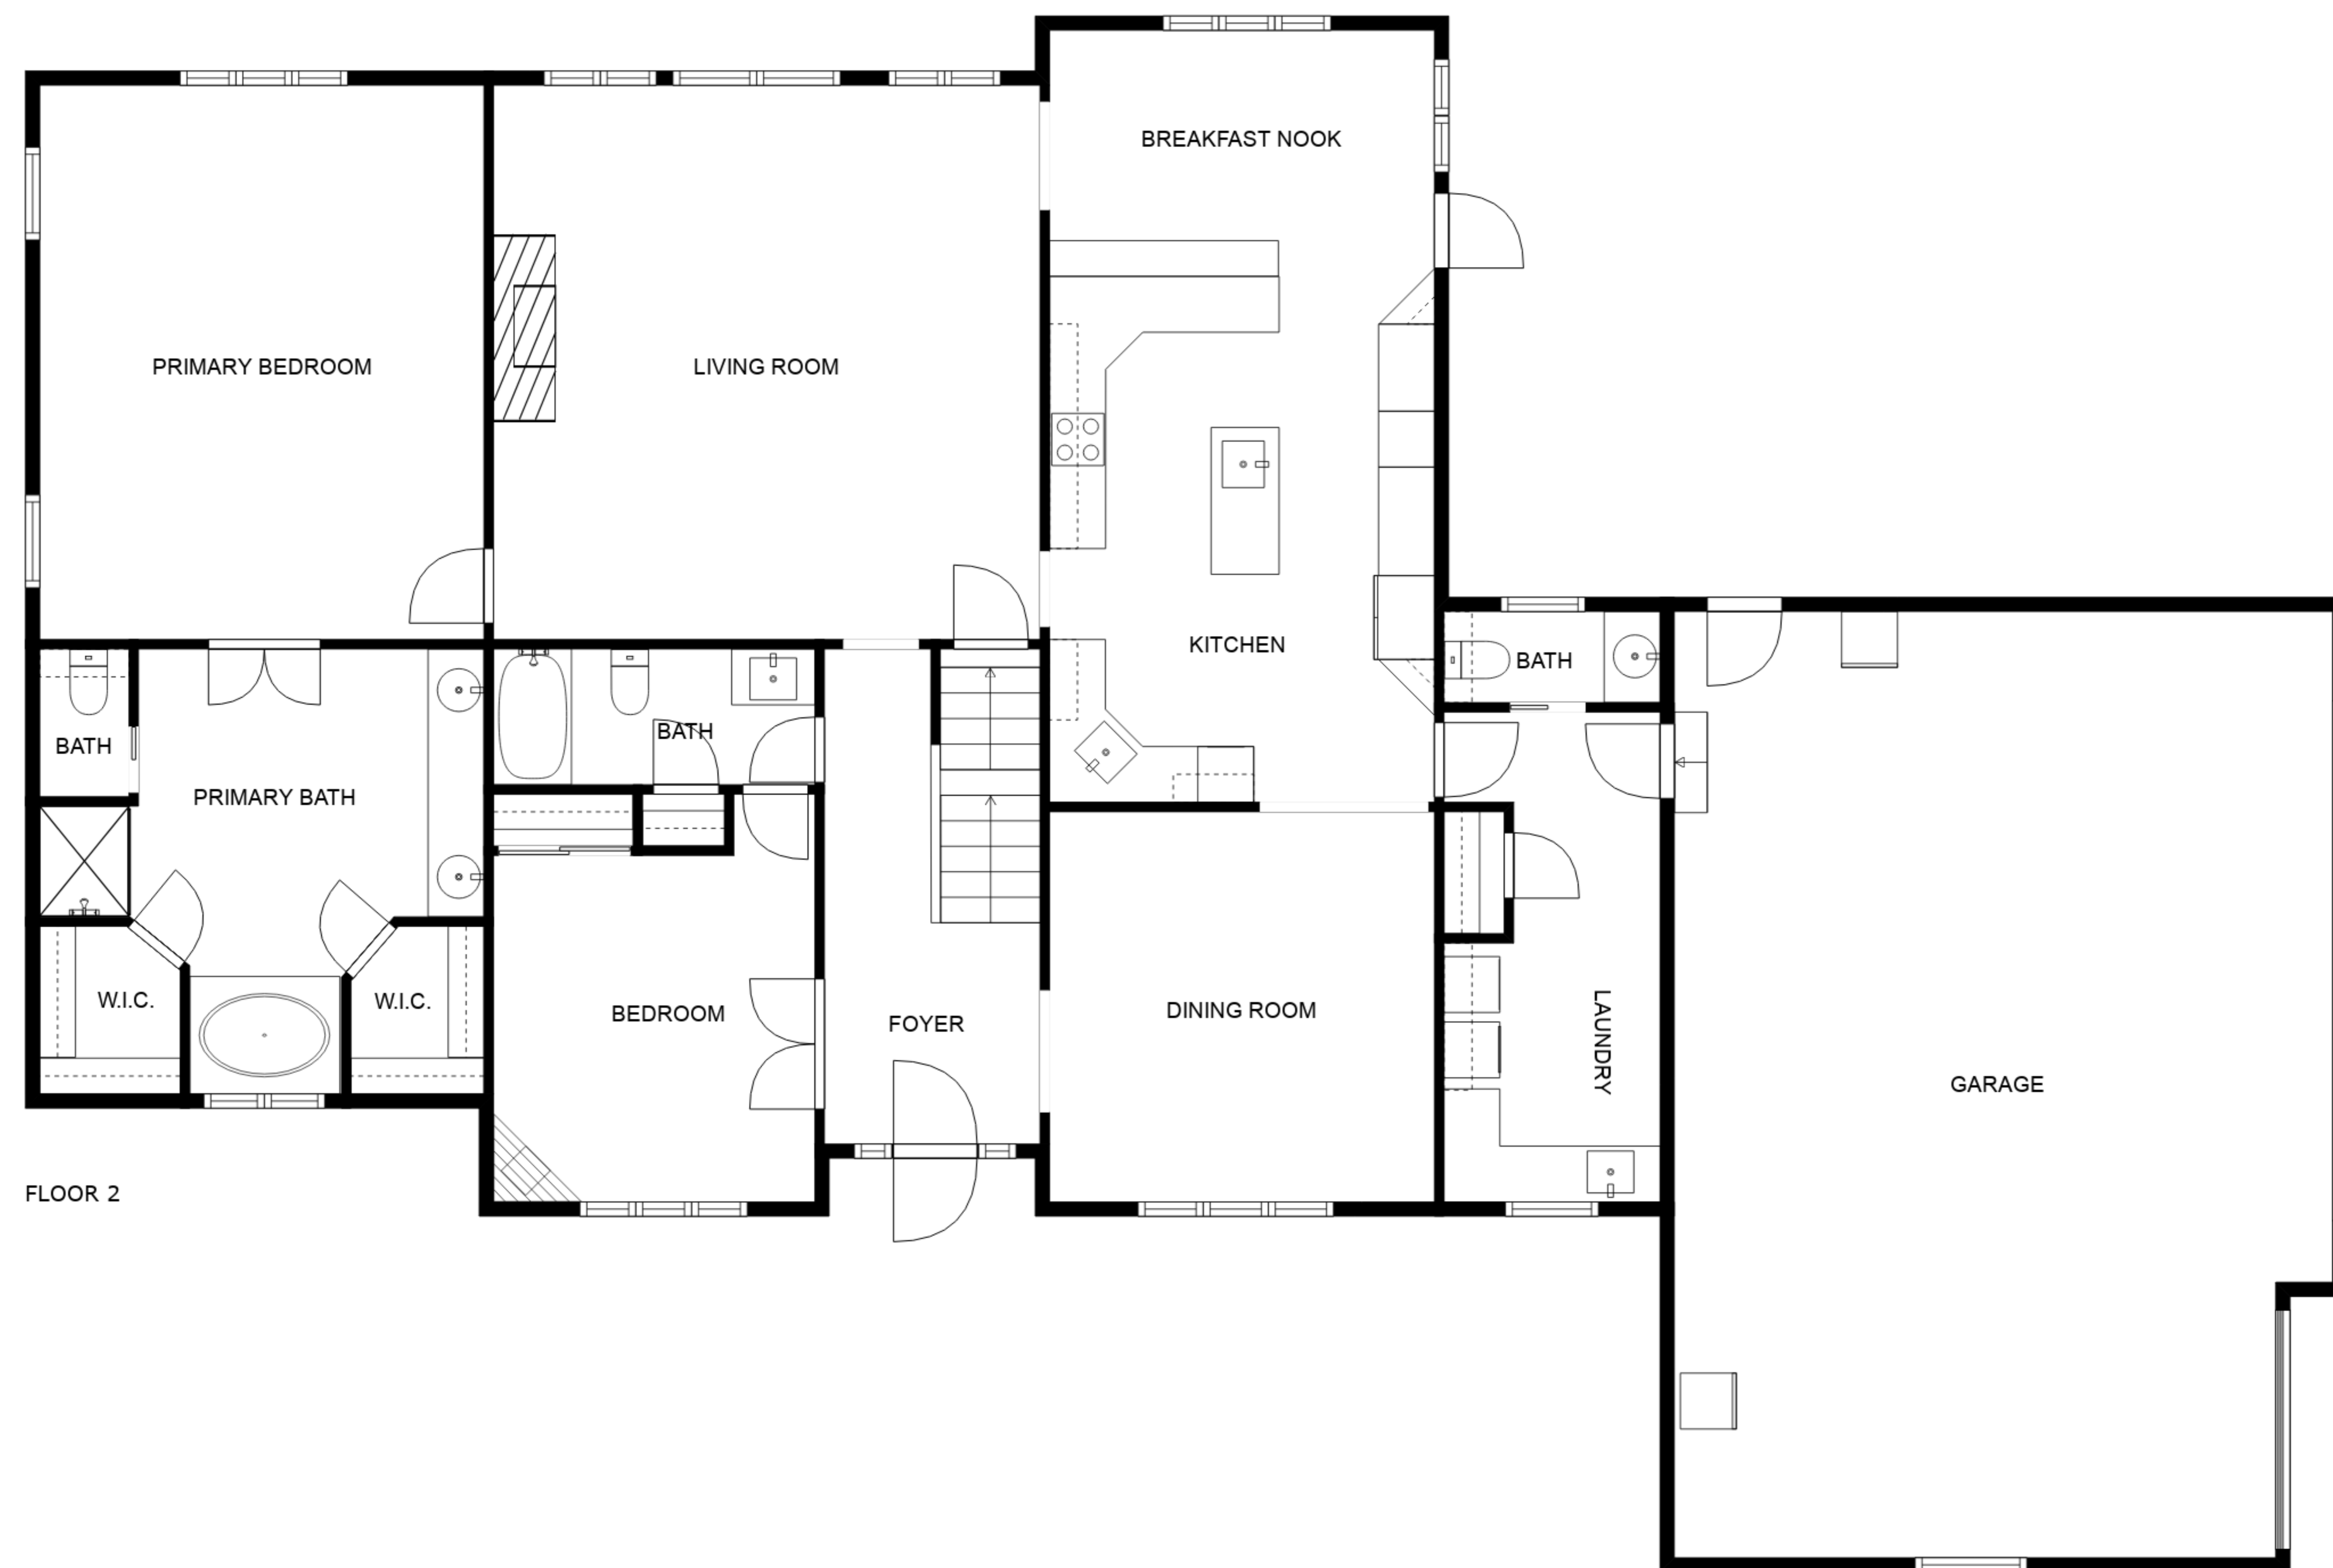 BREAKFAST NOOK
PRIMARY BEDROOM
LIVING ROOM
KITCHEN
BATH
BATH
BATH
PRIMARY BATH
W.I.C.
W.I.C.
BEDROOM
FOYER
DINING ROOM
LAUNDRY
GARAGE
FLOOR 2